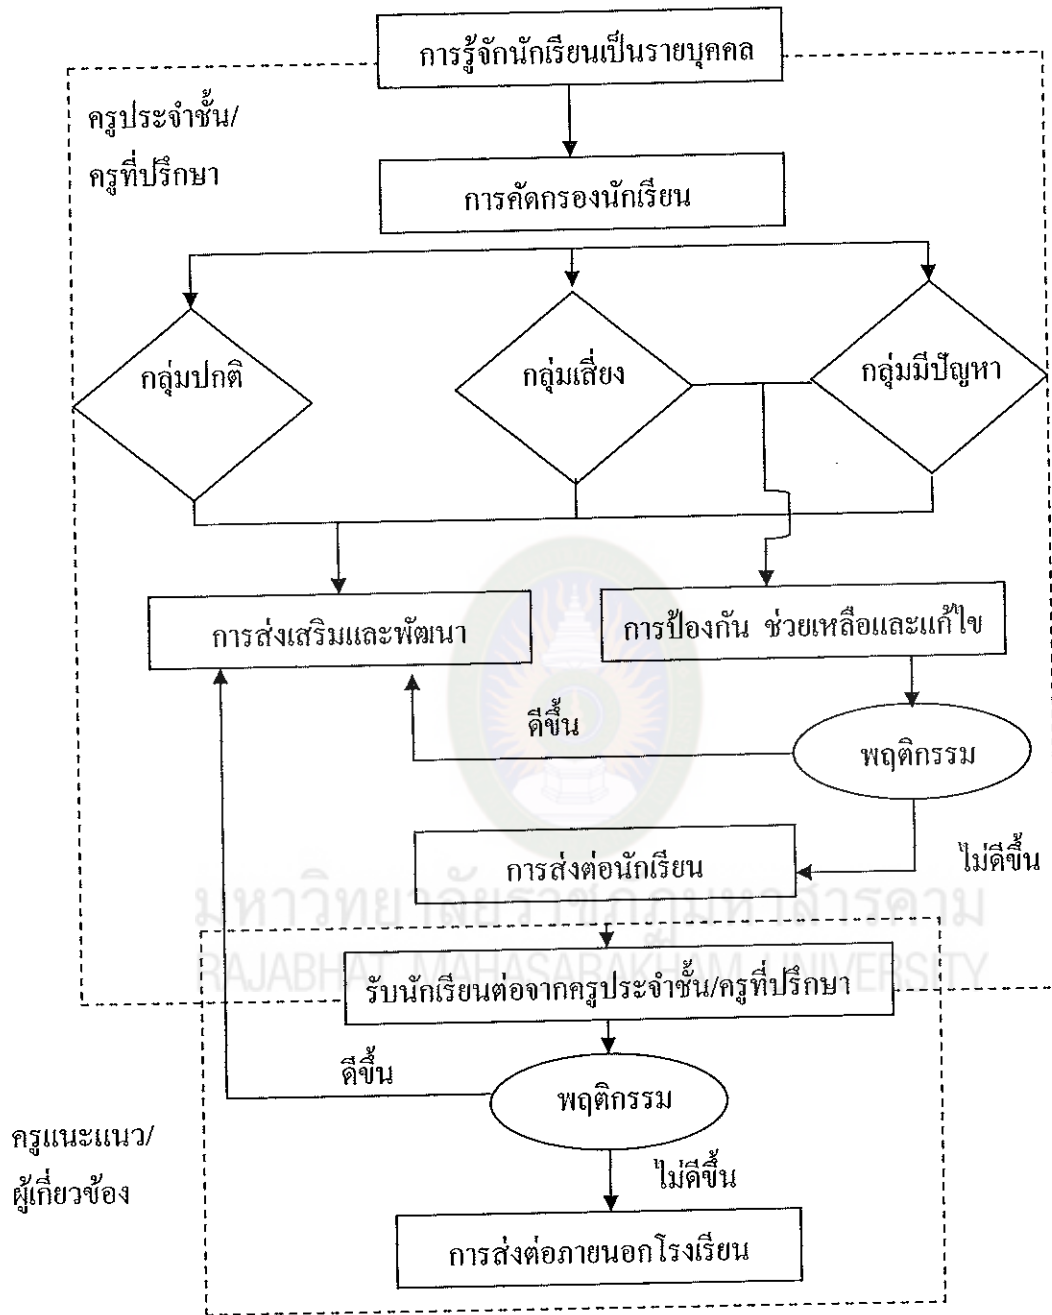 การรู้จักนักเรียนเป็นรายบุคคล
ครูประจำชั้น/
ครูที่ปรึกษา
การคัดกรองนักเรียน
กลุ่มปกติ
กลุ่มเสี่ยง
กลุ่มมีปัญหา
การส่งเสริมและพัฒนา
การป้องกัน ช่วยเหลือและแก้ไข
ดีขึ้น
พฤติกรรม
การส่งต่อนักเรียน
ไม่ดีขึ้น
มหาวิทยาลัยราชภัฏมหาสารคาม
RAJABHAT MAHASARAKHAM UNIVERSITY
รับนักเรียนต่อจากครูประจำชั้น/ครูที่ปรึกษา
ดีขึ้น
พฤติกรรม
ครูแนะแนว/
ผู้เกี่ยวข้อง
ไม่ดีขึ้น
การส่งต่อภายนอกโรงเรียน